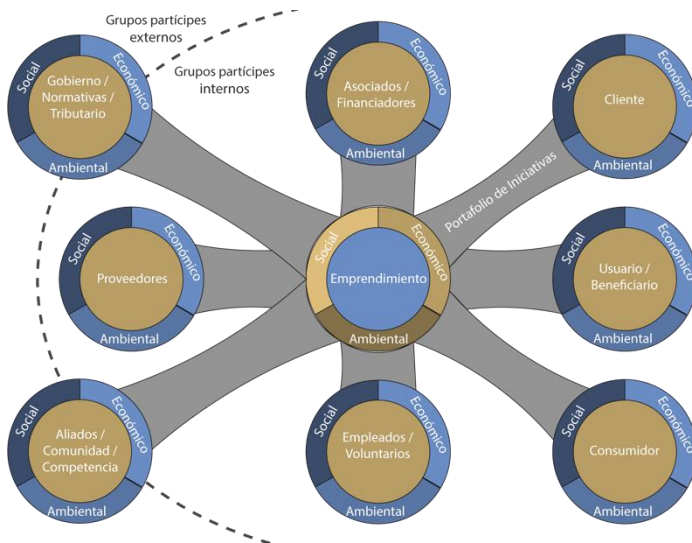 Grupos partícipes
externos
Grupos partícipes
internos
Social
Económico
Gobierno /
Normativas /
Tributario
Ambiental
Social
Económico
Asociados /
Financiadores
Ambiental
Social
Económico
Cliente
Ambiental
Portafolio de Iniciativas
Social
Económico
Proveedores
Ambiental
Social
Económico
Emprendimiento
Ambiental
Social
Económico
Usuario /
Beneficiario
Ambiental
Social
Económico
Aliados /
Comunidad /
Competencia
Ambiental
Social
Económico
Empleados /
Voluntarios
Ambiental
Social
Económico
Consumidor
Ambiental